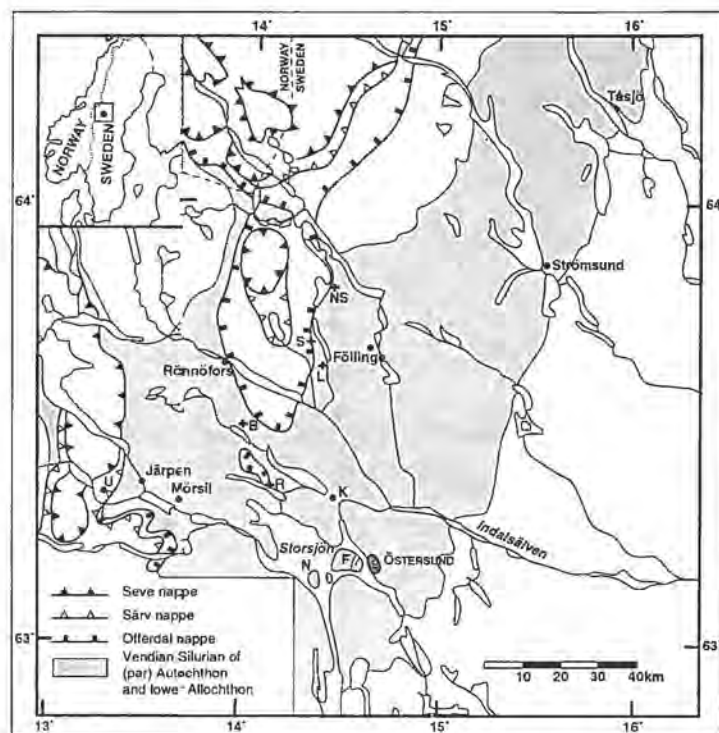 14° 15° 16°
NORWAY
SWEDEN
NORWAY
SWEDEN
Tåsjö
64° 64
Strömsund
NS
S
Föllinge
Rännöfors
L
B
Järpen
U
Mörsil
R
K
Indalsälven
Storsjön
ÖSTERSUND
F
N
Seve nappe
Särv nappe
Offerdal nappe
Vendian Silurian of
(par) Autochthon
and lowe Allochthon
63° 63
10 20 30 40km
13° 14° 15° 16°